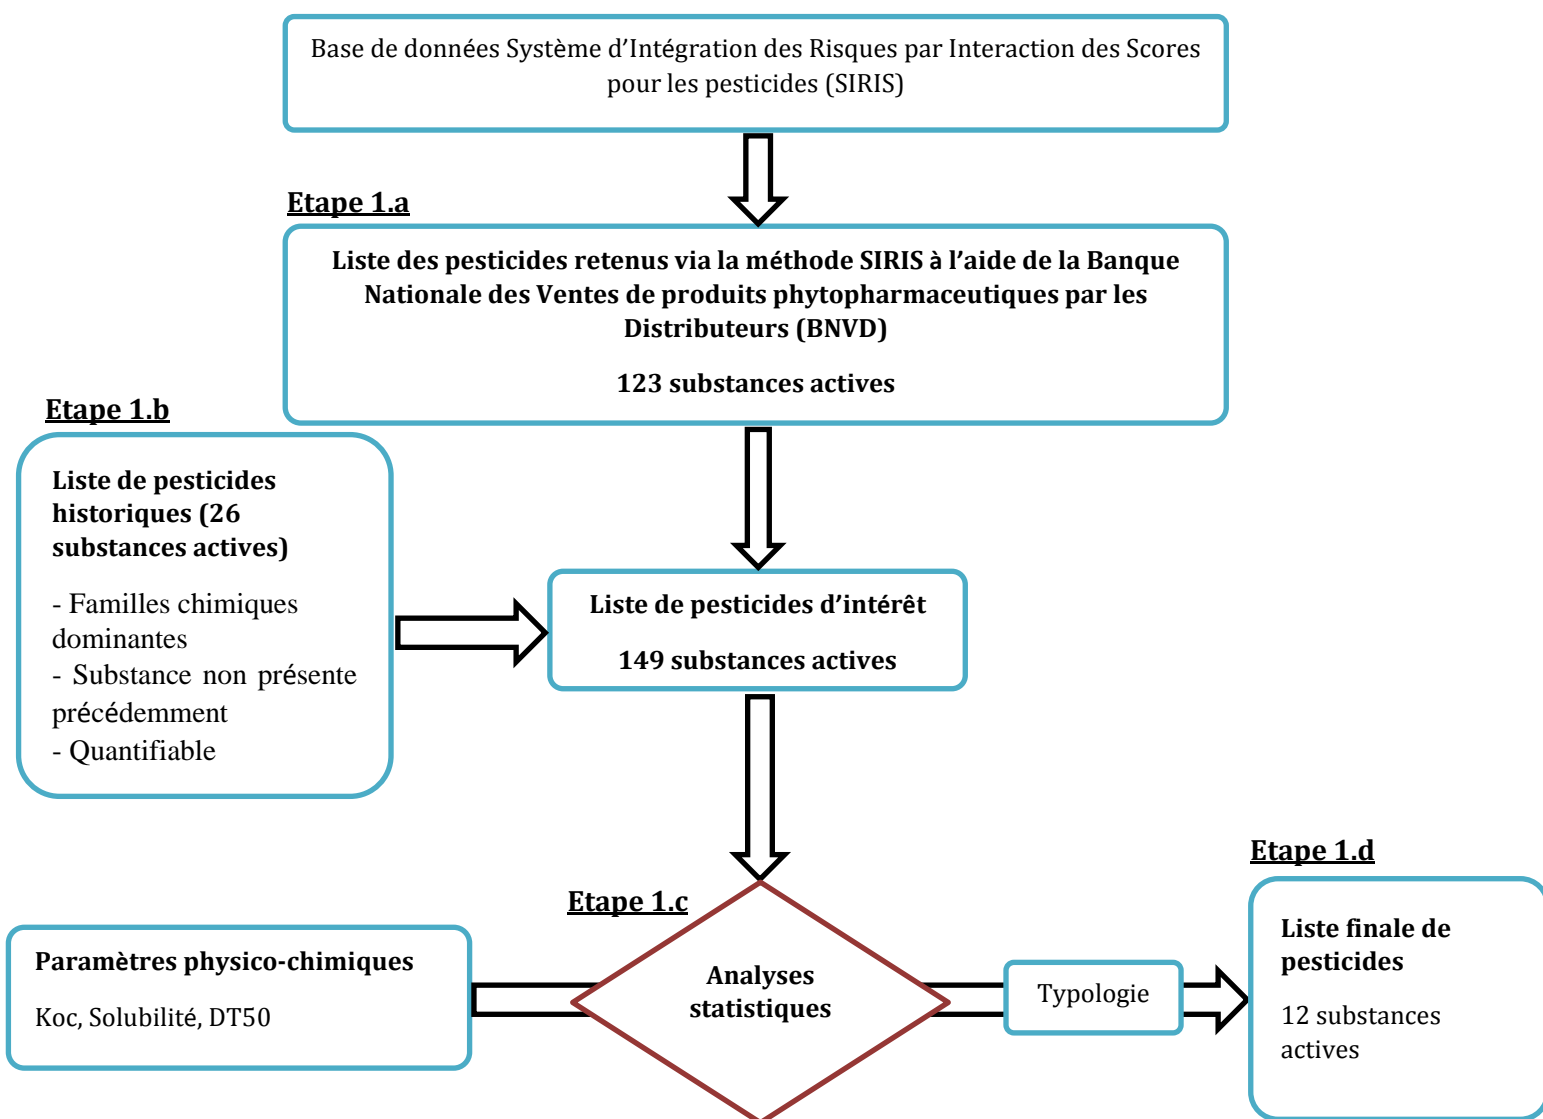 Base de données Système d’Intégration des Risques par Interaction des Scores
pour les pesticides (SIRIS)
Etape 1.a
Liste des pesticides retenus via la méthode SIRIS à l’aide de la Banque
Nationale des Ventes de produits phytopharmaceutiques par les
Distributeurs (BNVD)
123 substances actives
Etape 1.b
Liste de pesticides
historiques (26
substances actives)
- Familles chimiques
dominantes
- Substance non présente
précédemment
- Quantifiable
Liste de pesticides d’intérêt
149 substances actives
Etape 1.c
Paramètres physico-chimiques
Koc, Solubilité, DT50
Analyses
statistiques
Typologie
Etape 1.d
Liste finale de
pesticides
12 substances
actives